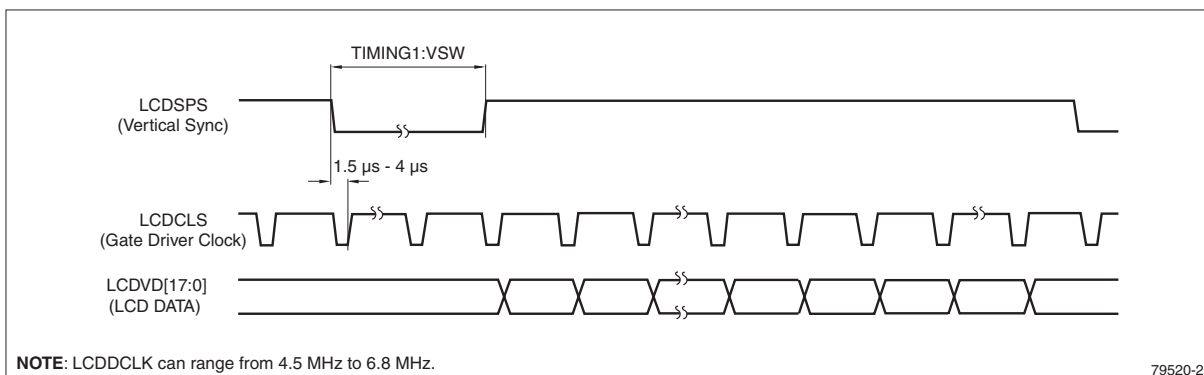 TIMING1:VSW
LCDSPS
(Vertical Sync)
1.5 µs - 4 µs
LCDCLS
(Gate Driver Clock)
LCDVD[17:0]
(LCD DATA)
NOTE: LCDDCLK can range from 4.5 MHz to 6.8 MHz.
79520-2